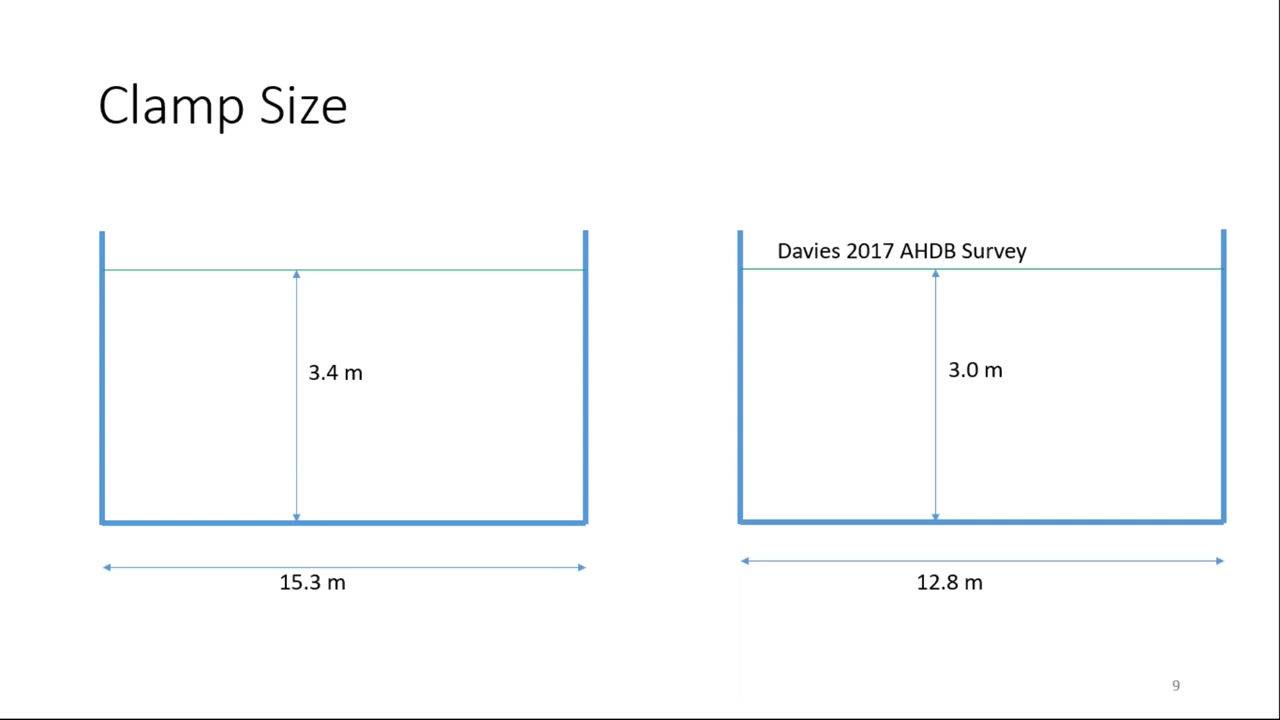 Clamp Size
Davies 2017 AHDB Survey
3.4 m
3.0 m
15.3 m
12.8 m
9